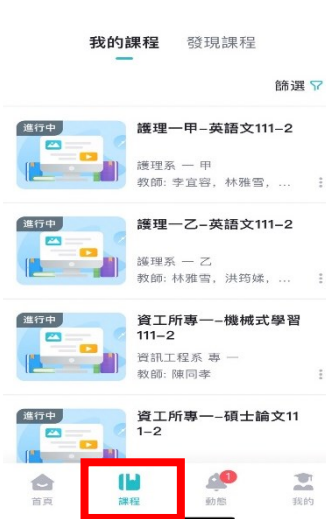 我的課程 發現課程
篩選
進行中
護理一甲–英語文111–2
護理系 一 甲
教師: 李宜容, 林雅雪, ...
進行中
護理一乙–英語文111–2
護理系 一 乙
教師: 林雅雪, 洪筠嫊, ...
進行中
資工所專一–機械式學習
111–2
資訊工程系 專 一
教師: 陳同孝
進行中
資工所專一–碩士論文11
1–2
1
首頁 課程 動態 我的